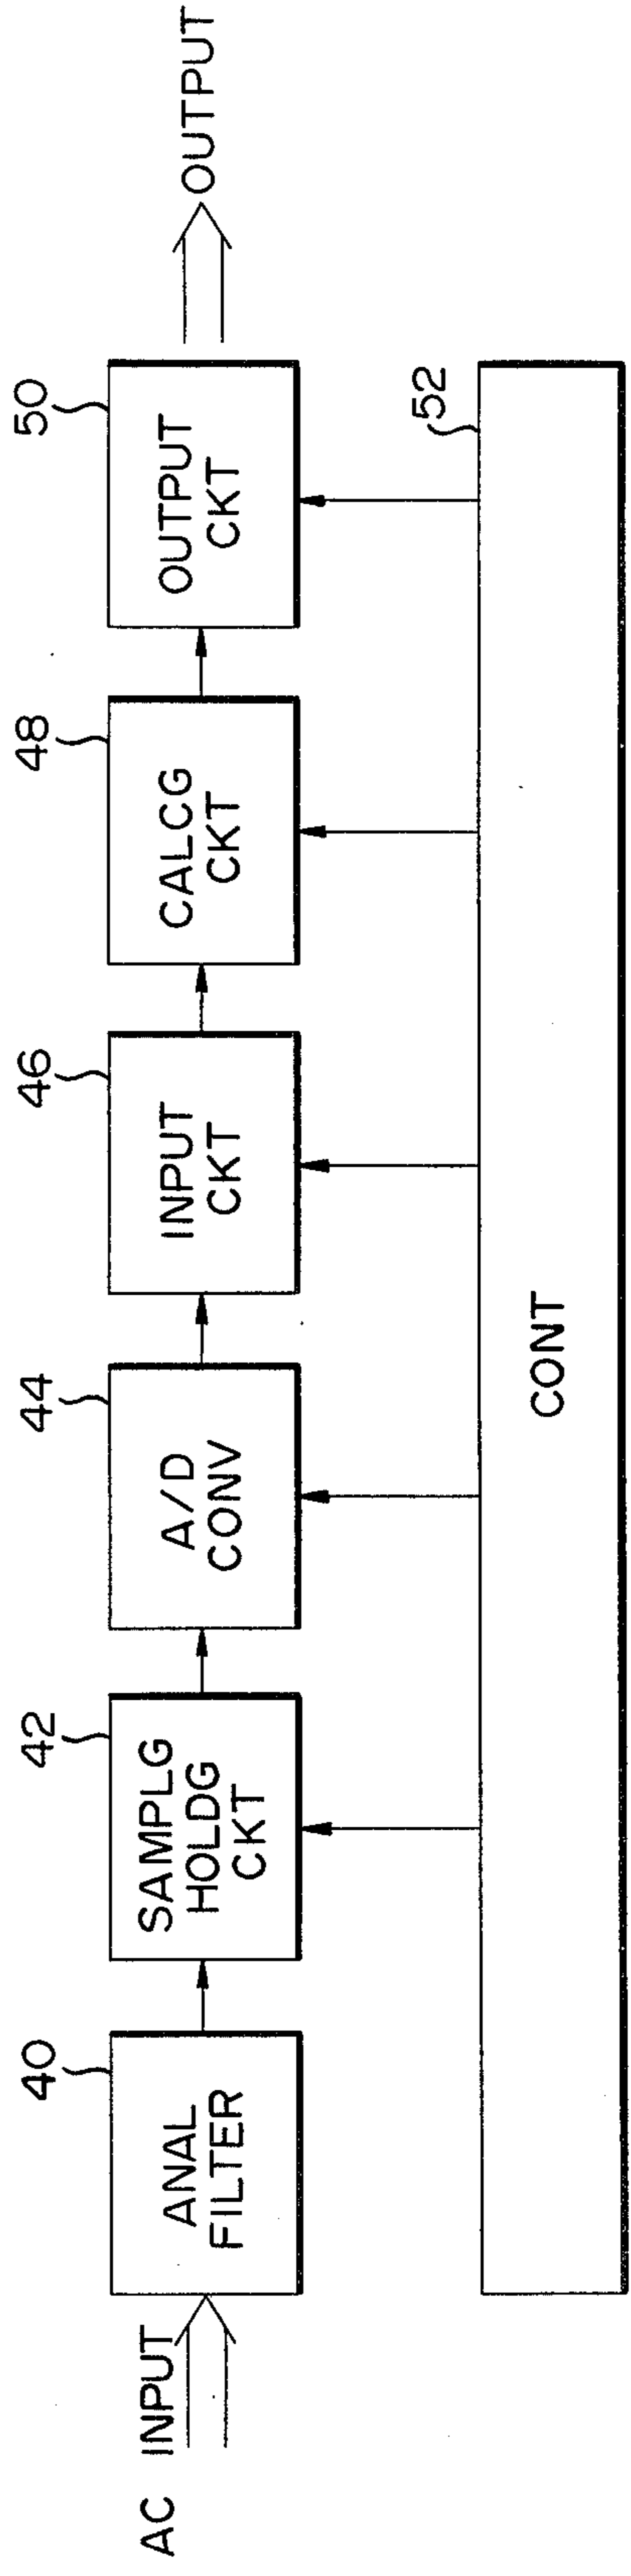 AC INPUT
40
ANAL
FILTER
42
SAMPLG
HOLDG
CKT
44
A/D
CONV
46
INPUT
CKT
48
CALCG
CKT
50
OUTPUT
CKT
OUTPUT
52
CONT